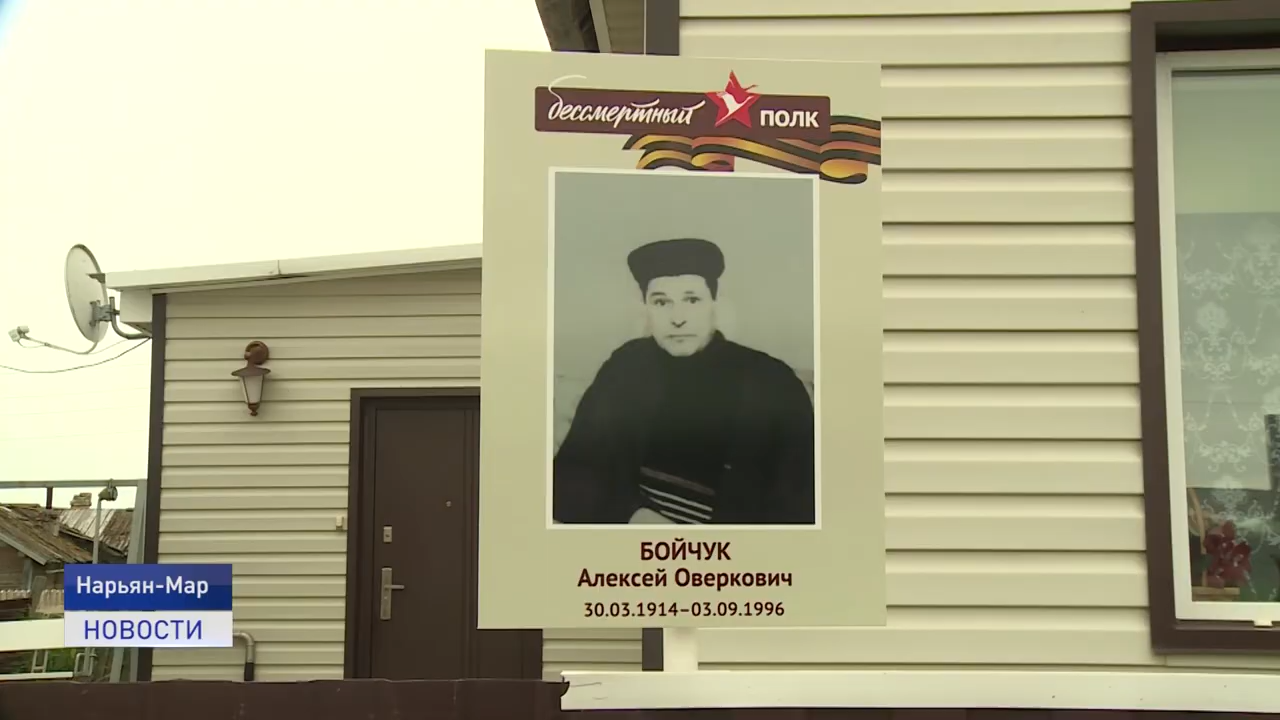 бессмертный ПОЛК
БОЙЧУК
Алексей Оверкович
30.03.1914–03.09.1996
Нарьян-Мар
НОВОСТИ